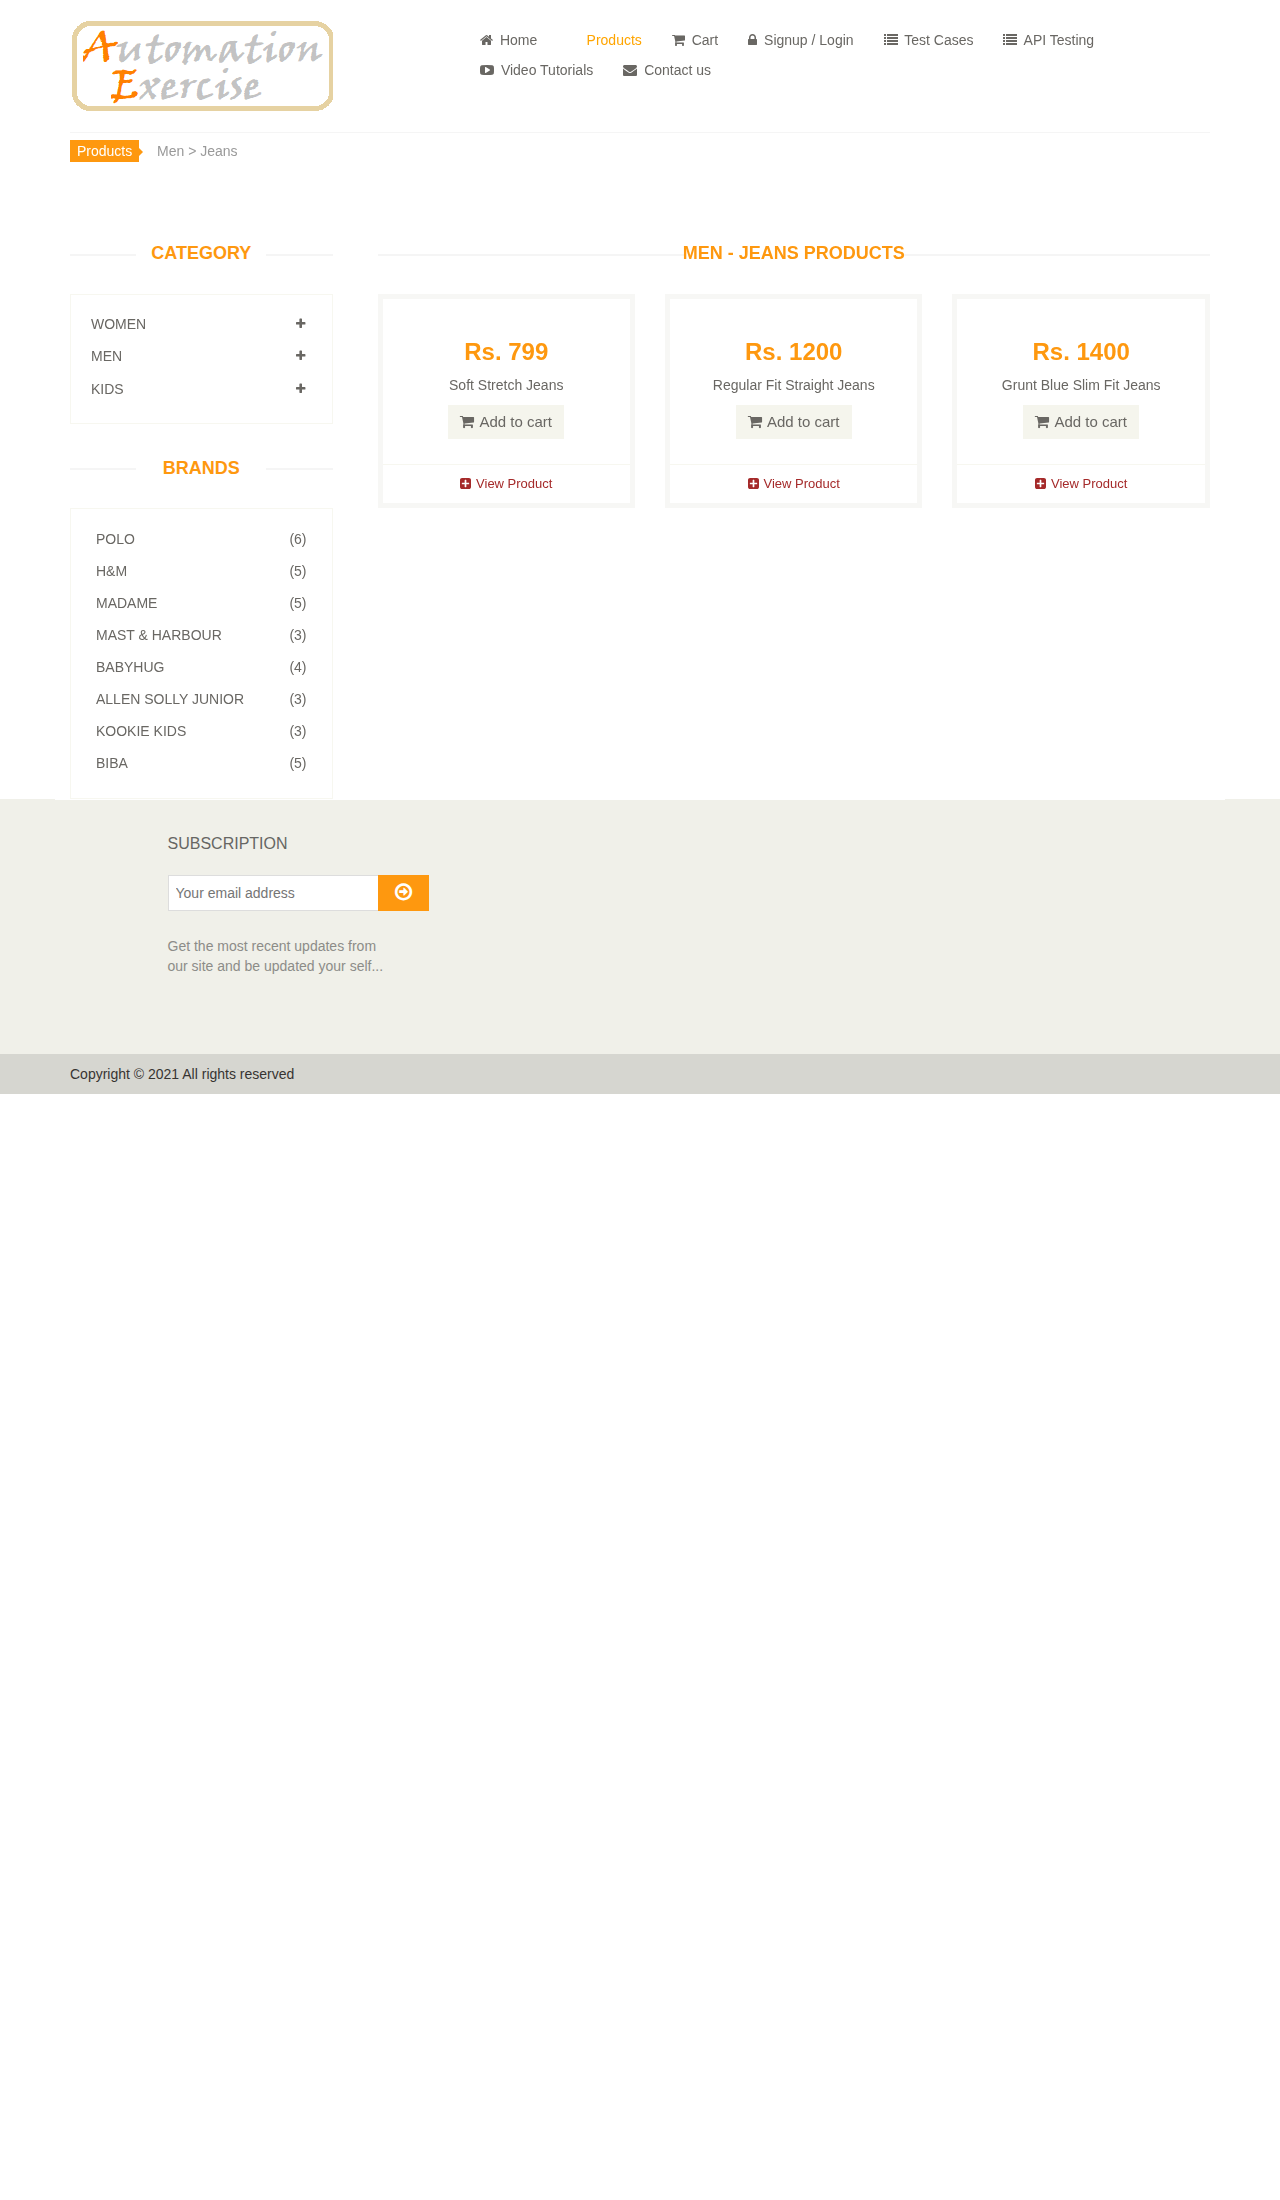 Automation
Exercise
Home Products Cart Signup / Login Test Cases API Testing
Video Tutorials Contact us
Products Men > Jeans
CATEGORY
WOMEN
MEN
KIDS
BRANDS
POLO (6)
H&M (5)
MADAME (5)
MAST & HARBOUR (3)
BABYHUG (4)
ALLEN SOLLY JUNIOR (3)
KOOKIE KIDS (3)
BIBA (5)
MEN - JEANS PRODUCTS
Rs. 799
Soft Stretch Jeans
Add to cart
View Product
Rs. 1200
Regular Fit Straight Jeans
Add to cart
View Product
Rs. 1400
Grunt Blue Slim Fit Jeans
Add to cart
View Product
SUBSCRIPTION
Your email address
Get the most recent updates from
our site and be updated your self...
Copyright © 2021 All rights reserved